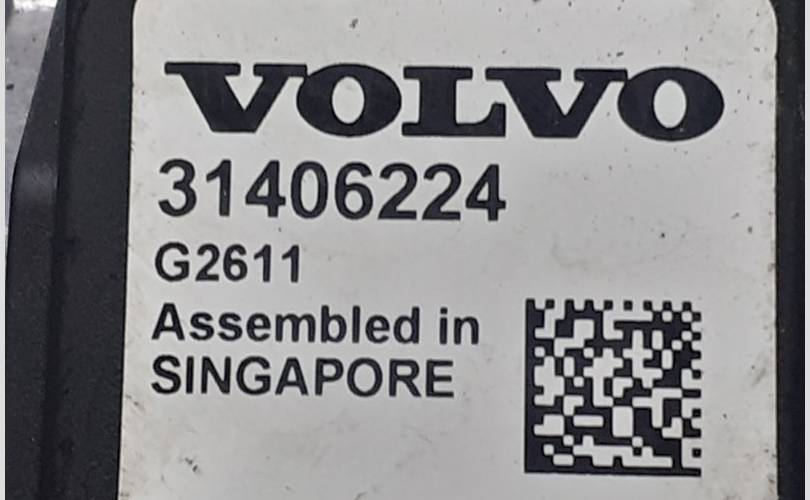 VOLVO
31406224
G2611
Assembled in
SINGAPORE